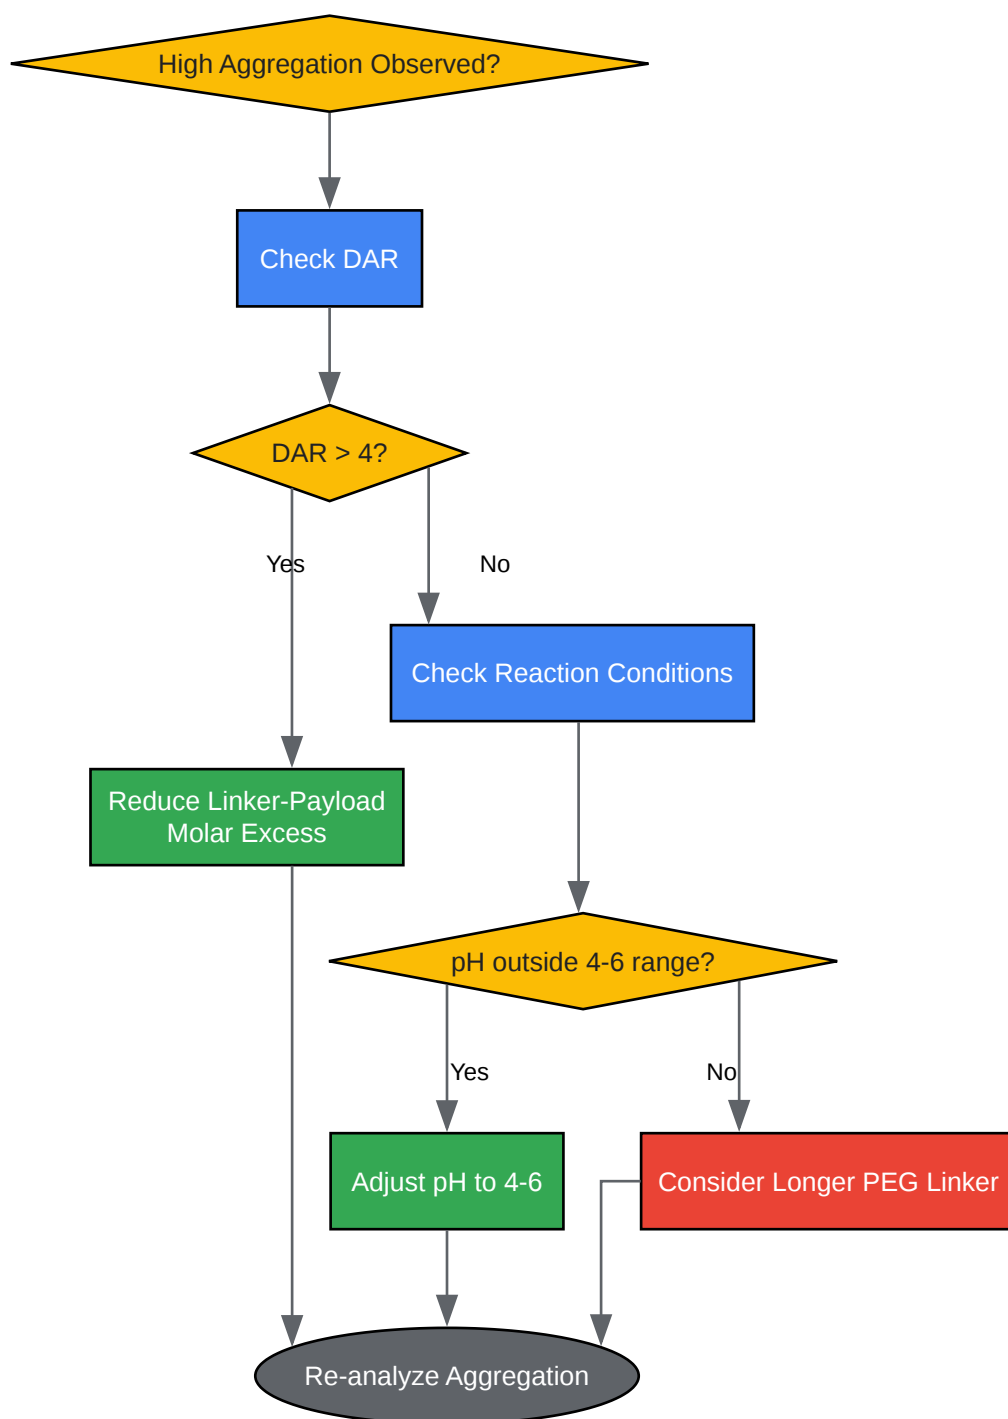 High Aggregation Observed?
Check DAR
DAR > 4?
Yes
No
Check Reaction Conditions
Reduce Linker-Payload
Molar Excess
pH outside 4-6 range?
Yes
No
Adjust pH to 4-6
Consider Longer PEG Linker
Re-analyze Aggregation